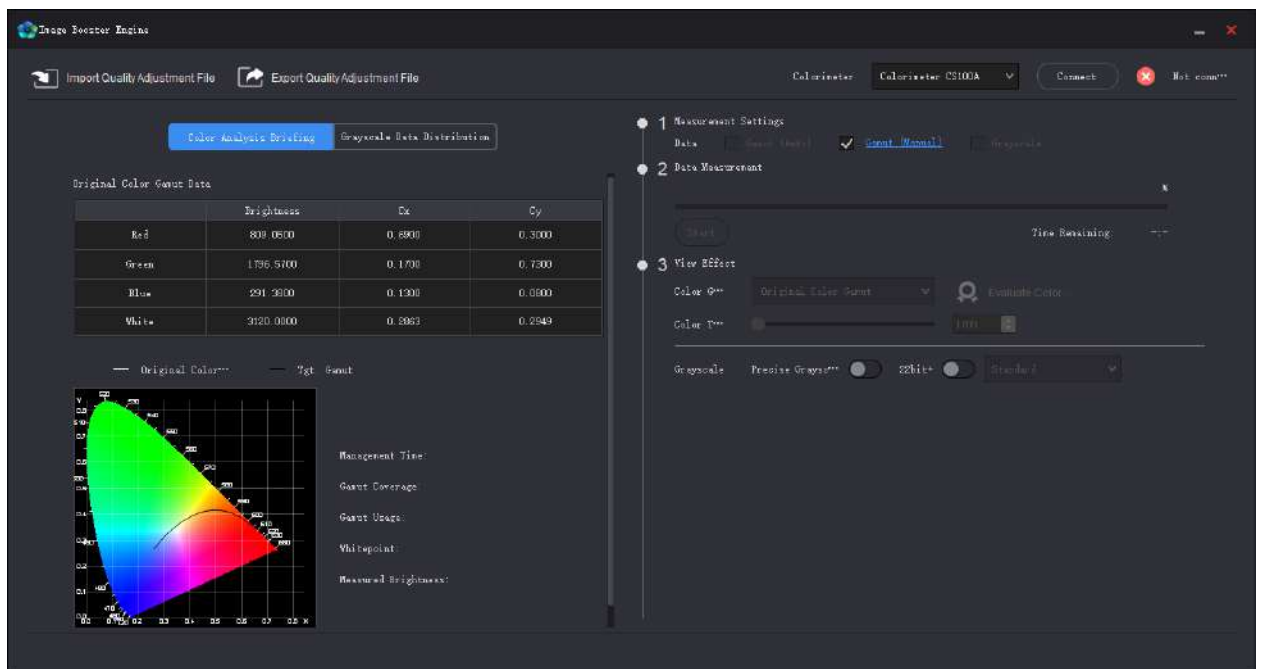 Image Booster Engine
Import Quality Adjustment File Export Quality Adjustment File Colorimeter Colorimeter CS100A Connect Not conn···
Color Analysis Briefing Grayscale Data Distribution
1 Measurement Settings
Data Gamut (Auto) Gamut (Manual) Grayscale
2 Data Measurement
Original Color Gamut Data
%
Brightness Cx Cy
Red 809.0500 0.6900 0.3000
Start Time Remaining --:--
Green 1796.5700 0.1700 0.7300
3 View Effect
Blue 291.3800 0.1300 0.0800
Color G··· Original Color Gamut Evaluate Color
White 3120.0000 0.2863 0.2949
Color T···
Original Color··· Tgt Gamut
Grayscale Precise Graysc··· 22bit+ Standard
Management Time:
Gamut Coverage
Gamut Usage:
Whitepoint:
Measured Brightness: